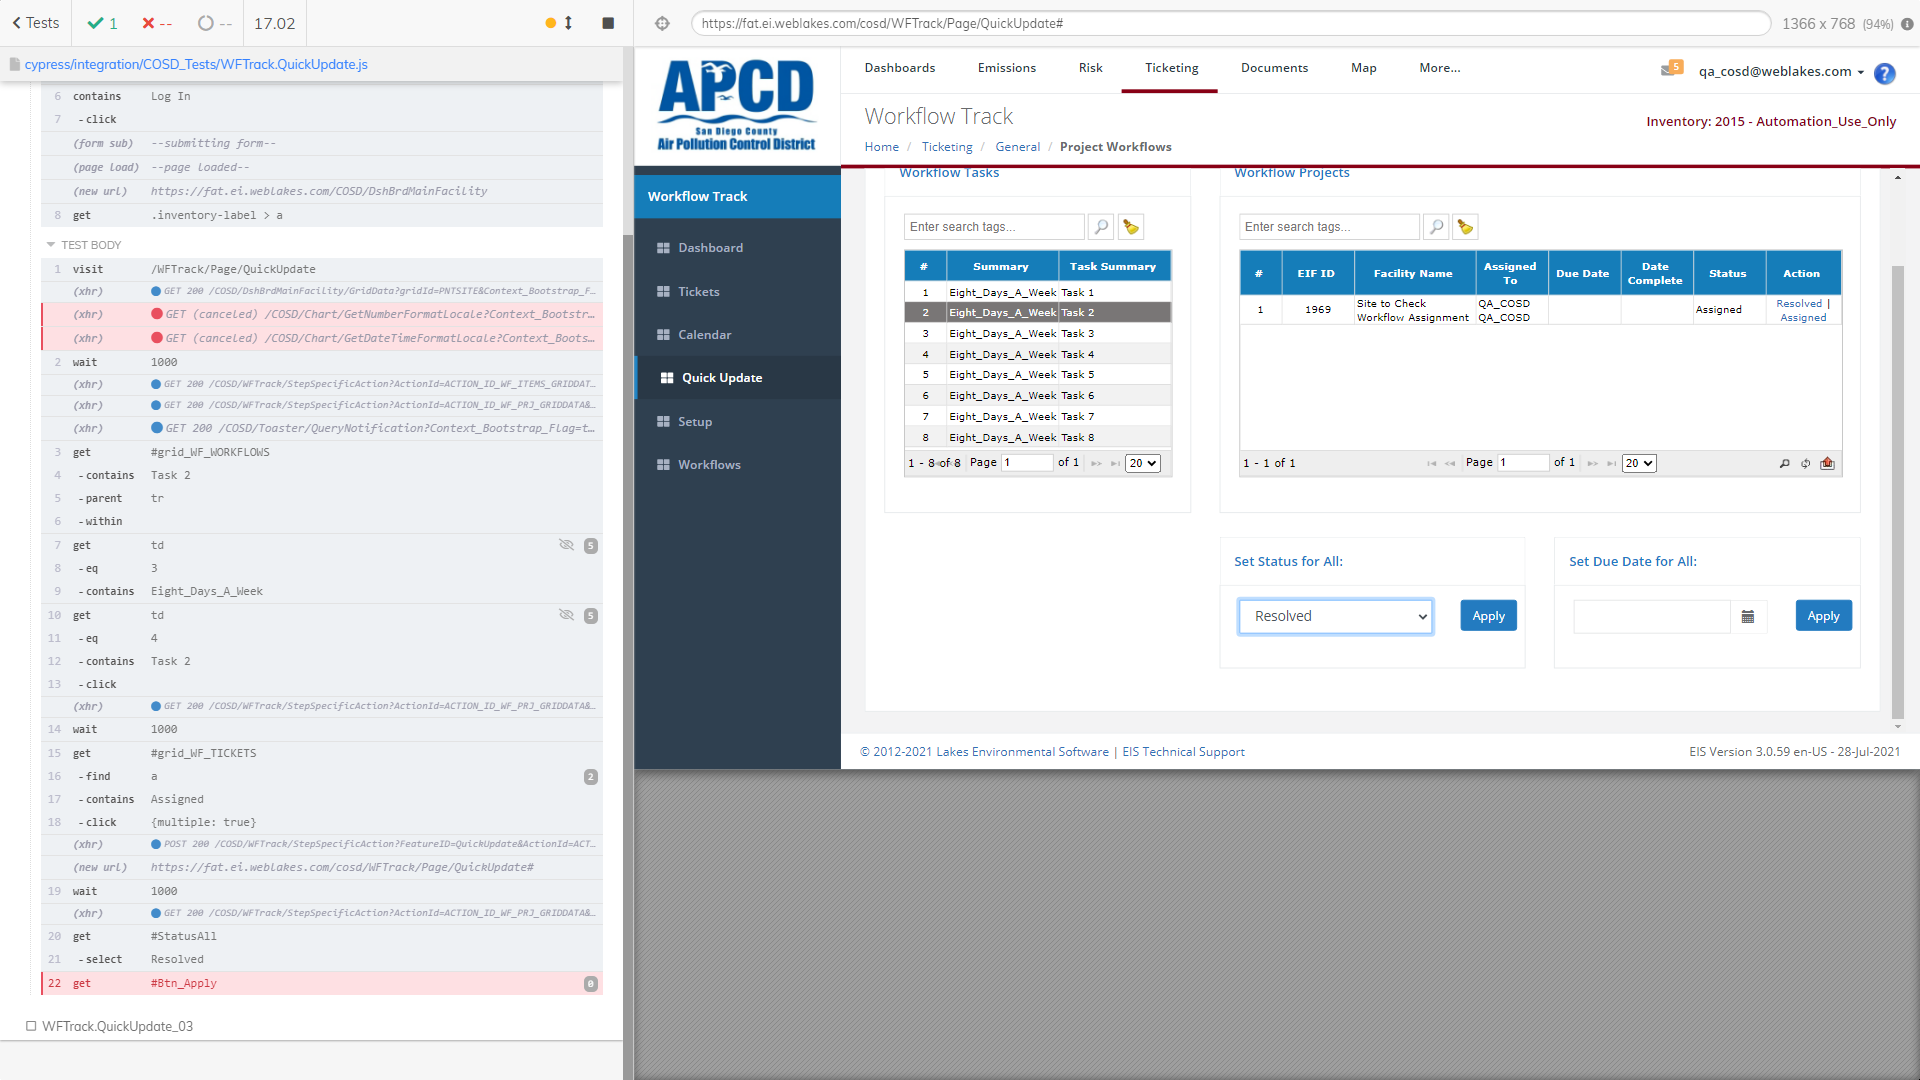 Tests
1
--
--
17.02
https://fat.ei.weblakes.com/cosd/WFTrack/Page/QuickUpdate#
1366 x 768 (94%)
cypress/integration/COSD_Tests/WFTrack.QuickUpdate.js
6 contains Log In
7 - click
(form sub) --submitting form--
(page load) --page loaded--
(new url) https://fat.ei.weblakes.com/COSD/DshBrdMainFacility
8 get .inventory-label > a
TEST BODY
1 visit /WFTrack/Page/QuickUpdate
(xhr) GET 200 /COSD/DshBrdMainFacility/GridData?gridId=PNTSITE&Context_Bootstrap_F...
(xhr) GET (canceled) /COSD/Chart/GetNumberFormatLocale?Context_Bootstr...
(xhr) GET (canceled) /COSD/Chart/GetDateTimeFormatLocale?Context_Boots...
2 wait 1000
(xhr) GET 200 /COSD/WFTrack/StepSpecificAction?ActionId=ACTION_ID_WF_ITEMS_GRIDDAT...
(xhr) GET 200 /COSD/WFTrack/StepSpecificAction?ActionId=ACTION_ID_WF_PRJ_GRIDDATA&...
(xhr) GET 200 /COSD/Toaster/QueryNotification?Context_Bootstrap_Flag=t...
3 get #grid_WF_WORKFLOWS
4 - contains Task 2
5 - parent tr
6 - within
7 get td 5
8 - eq 3
9 - contains Eight_Days_A_Week
10 get td 5
11 - eq 4
12 - contains Task 2
13 - click
(xhr) GET 200 /COSD/WFTrack/StepSpecificAction?ActionId=ACTION_ID_WF_PRJ_GRIDDATA&...
14 wait 1000
15 get #grid_WF_TICKETS
16 - find a 2
17 - contains Assigned
18 - click {multiple: true}
(xhr) POST 200 /COSD/WFTrack/StepSpecificAction?FeatureID=QuickUpdate&ActionId=ACT...
(new url) https://fat.ei.weblakes.com/cosd/WFTrack/Page/QuickUpdate#
19 wait 1000
(xhr) GET 200 /COSD/WFTrack/StepSpecificAction?ActionId=ACTION_ID_WF_PRJ_GRIDDATA&...
20 get #StatusAll
21 - select Resolved
22 get #Btn_Apply 0
WFTrack.QuickUpdate_03
APCD
San Diego County
Air Pollution Control District
Dashboards Emissions Risk Ticketing Documents Map More...
5
qa_cosd@weblakes.com
?
Workflow Track
Inventory: 2015 - Automation_Use_Only
Home / Ticketing / General / Project Workflows
Workflow Track
Dashboard
Tickets
Calendar
Quick Update
Setup
Workflows
Workflow Tasks
Enter search tags...
# Summary Task Summary
1 Eight_Days_A_Week Task 1
2 Eight_Days_A_Week Task 2
3 Eight_Days_A_Week Task 3
4 Eight_Days_A_Week Task 4
5 Eight_Days_A_Week Task 5
6 Eight_Days_A_Week Task 6
7 Eight_Days_A_Week Task 7
8 Eight_Days_A_Week Task 8
1 - 8 of 8 Page 1 of 1 20
Workflow Projects
Enter search tags...
# EIF ID Facility Name Assigned To Due Date Date Complete Status Action
1 1969 Site to Check Workflow Assignment QA_COSD QA_COSD Assigned Resolved | Assigned
1 - 1 of 1 Page 1 of 1 20
Set Status for All:
Resolved Apply
Set Due Date for All:
Apply
© 2012-2021 Lakes Environmental Software | EIS Technical Support
EIS Version 3.0.59 en-US - 28-Jul-2021